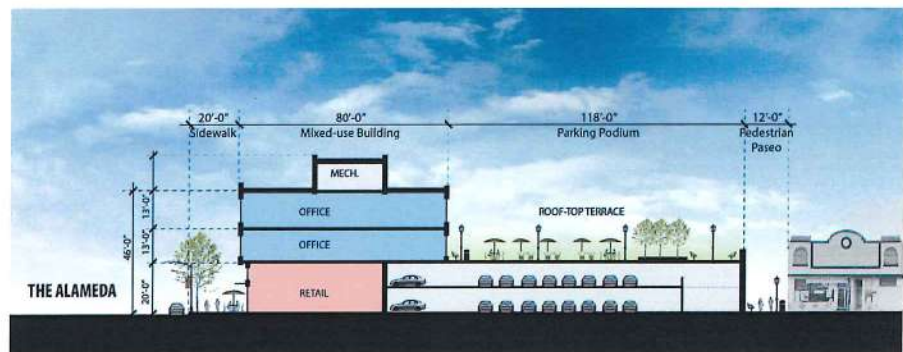 20'-0" 80'-0" 118'-0" 12'-0"
Sidewalk Mixed-use Building Parking Podium Pedestrian
Paseo
MECH.
13'-0"
OFFICE
ROOF-TOP TERRACE
46'-0"
13'-0"
OFFICE
THE ALAMEDA
20'-0"
RETAIL